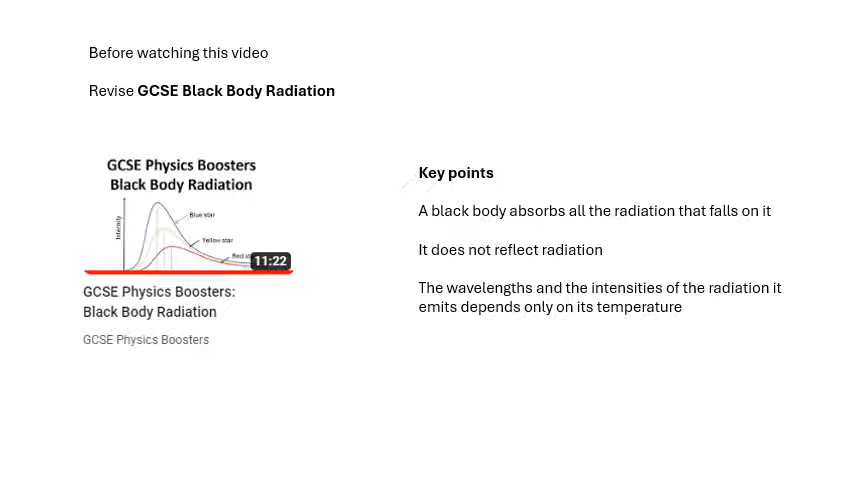 Before watching this video
Revise GCSE Black Body Radiation
GCSE Physics Boosters
Black Body Radiation
Intensity
Blue star
Yellow star
Red
11:22
GCSE Physics Boosters:
Black Body Radiation
GCSE Physics Boosters
Key points
A black body absorbs all the radiation that falls on it
It does not reflect radiation
The wavelengths and the intensities of the radiation it
emits depends only on its temperature